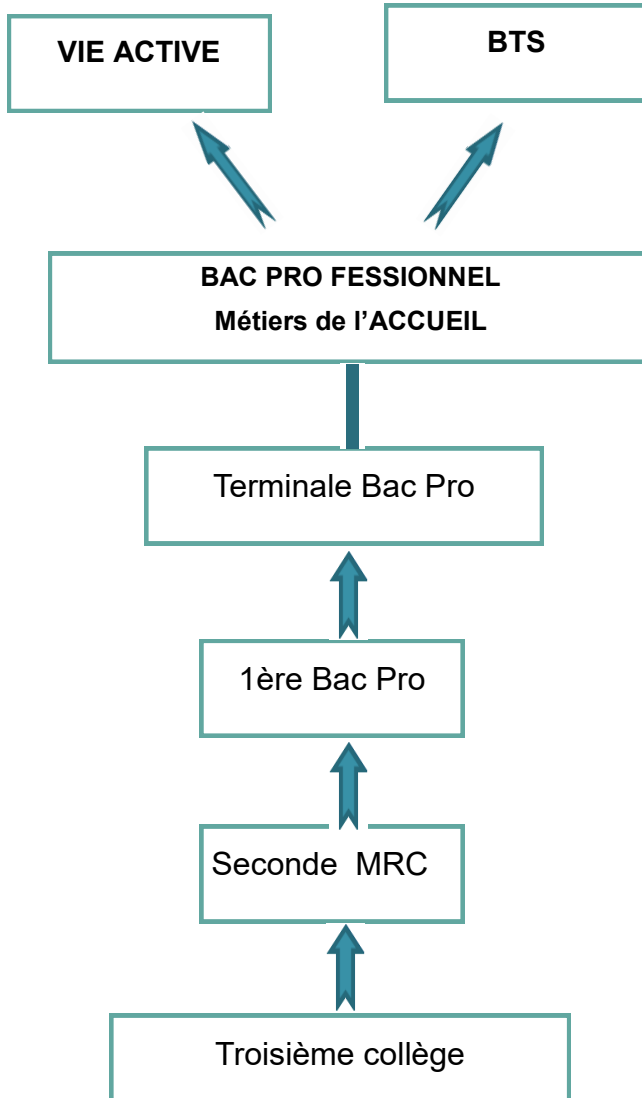 VIE ACTIVE
BTS
BAC PRO FESSIONNEL
Métiers de l'ACCUEIL
Terminale Bac Pro
1ère Bac Pro
Seconde  MRC
Troisième collège